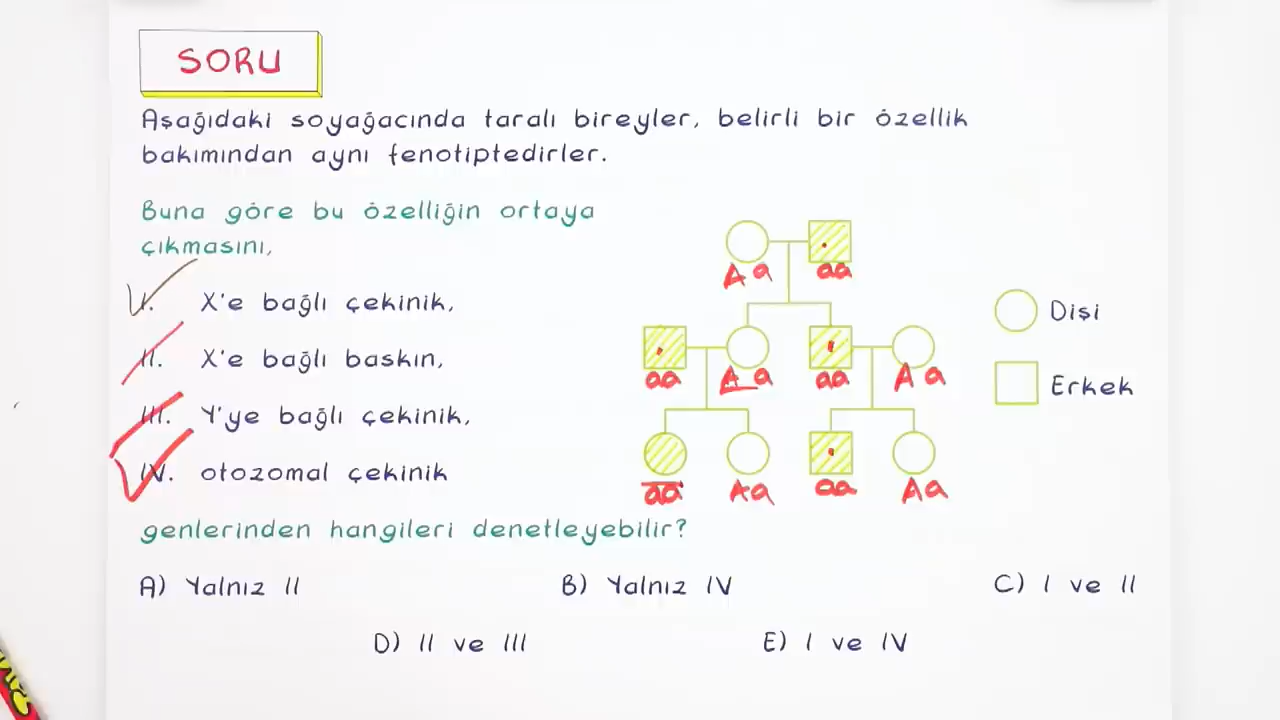 SORU
Aşağıdaki soyağacında taralı bireyler, belirli bir özellik
bakımından aynı fenotiptedirler.
Buna göre bu özelliğin ortaya
çıkmasını,
I. X'e bağlı çekinik,
II. X'e bağlı baskın,
III. Y'ye bağlı çekinik,
IV. otozomal çekinik
genlerinden hangileri denetleyebilir?
Aa aa
aa Aa aa Aa
aa Aa aa Aa
Dişi
Erkek
A) Yalnız II
B) Yalnız IV
C) I ve II
D) II ve III
E) I ve IV